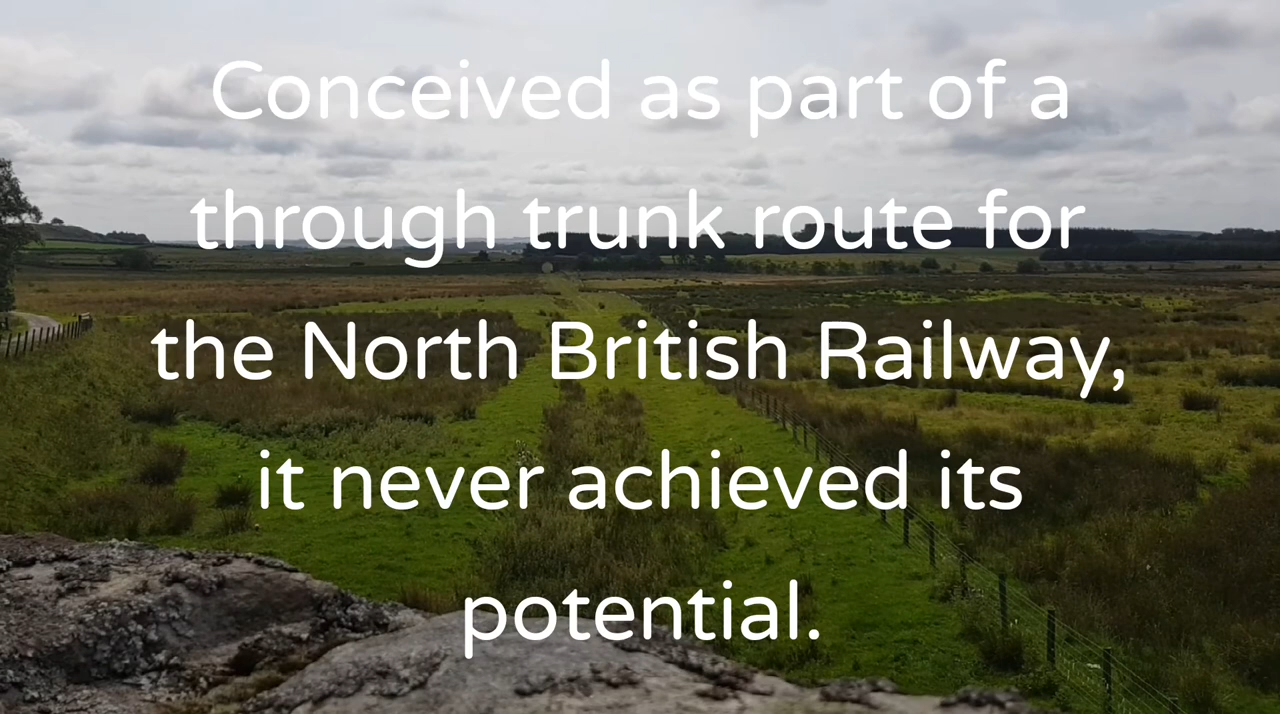 Conceived as part of a
through trunk route for
the North British Railway,
it never achieved its
potential.